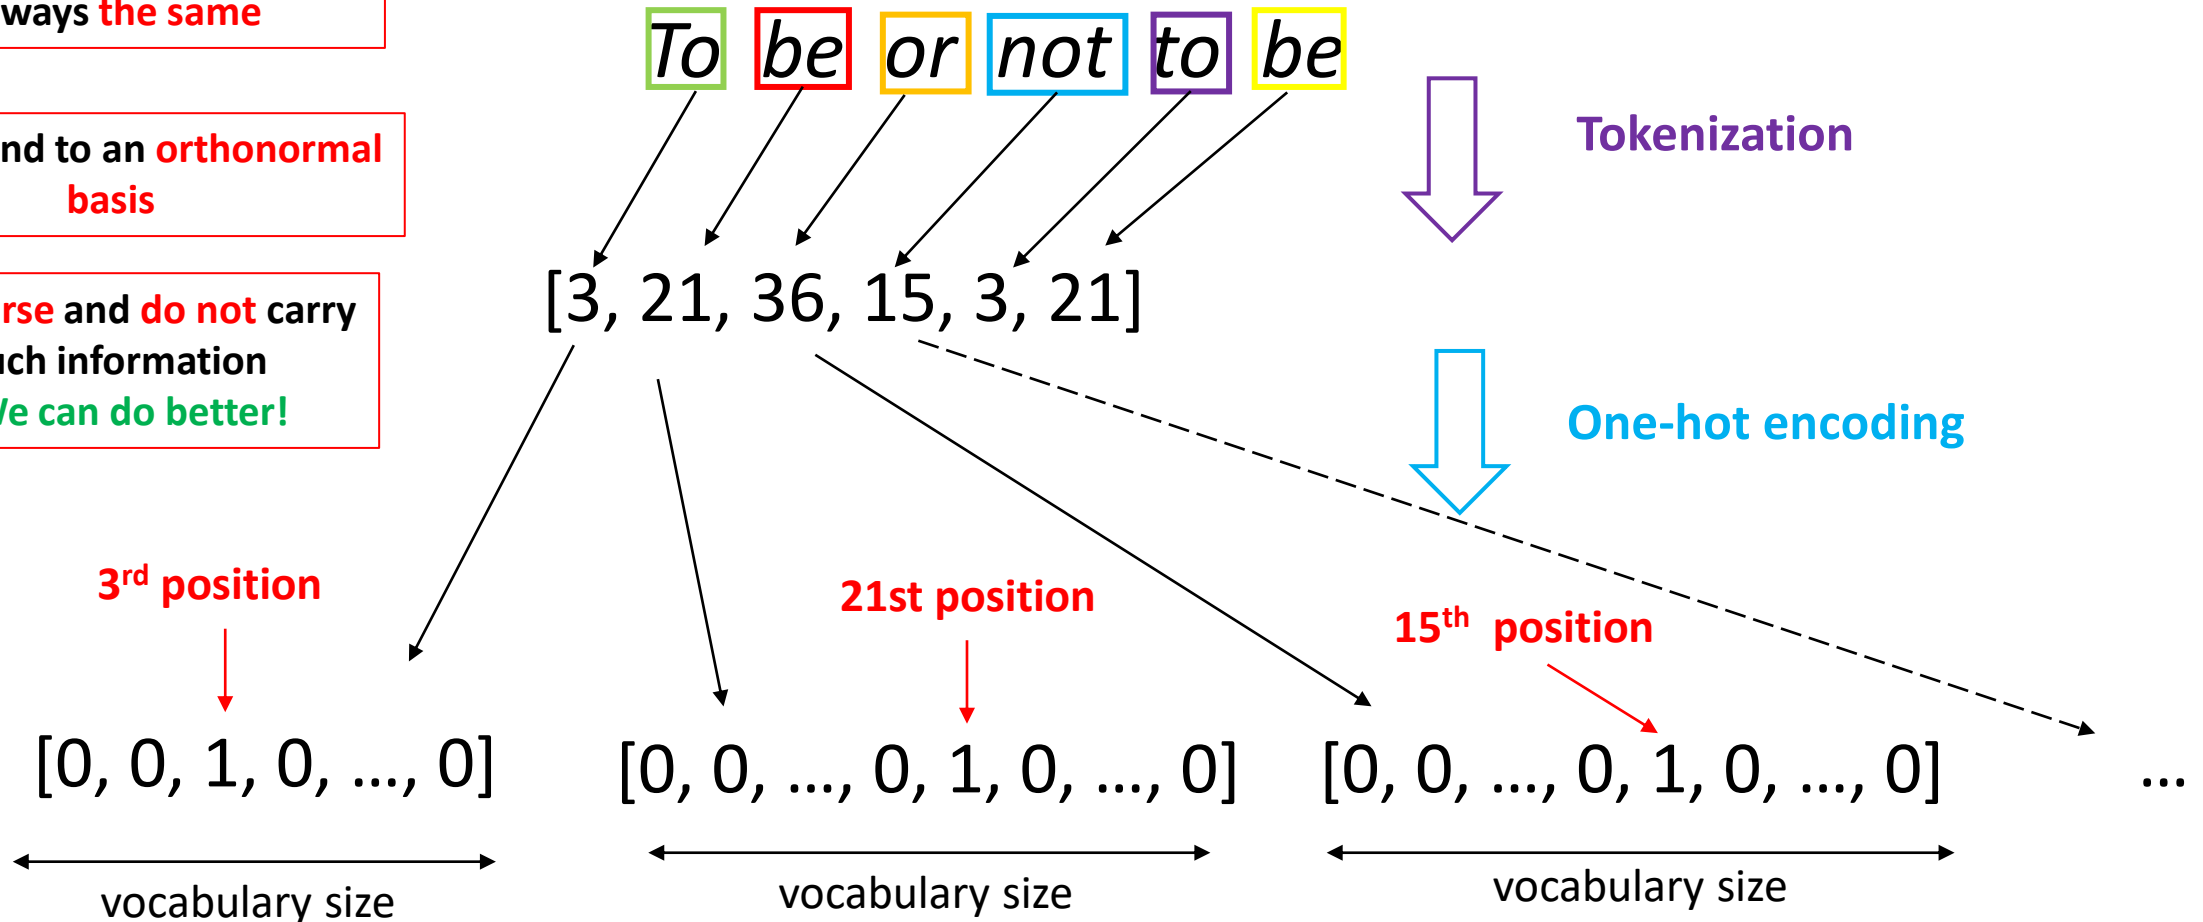 ways the same
To be or not to be
Tokenization
nd to an orthonormal
basis
[3, 21, 36, 15, 3, 21]
rse and do not carry
ch information
e can do better!
One-hot encoding
3rd position
21st position
15th position
[0, 0, 1, 0, ..., 0]
[0, 0, ..., 0, 1, 0, ..., 0]
[0, 0, ..., 0, 1, 0, ..., 0]
...
vocabulary size
vocabulary size
vocabulary size